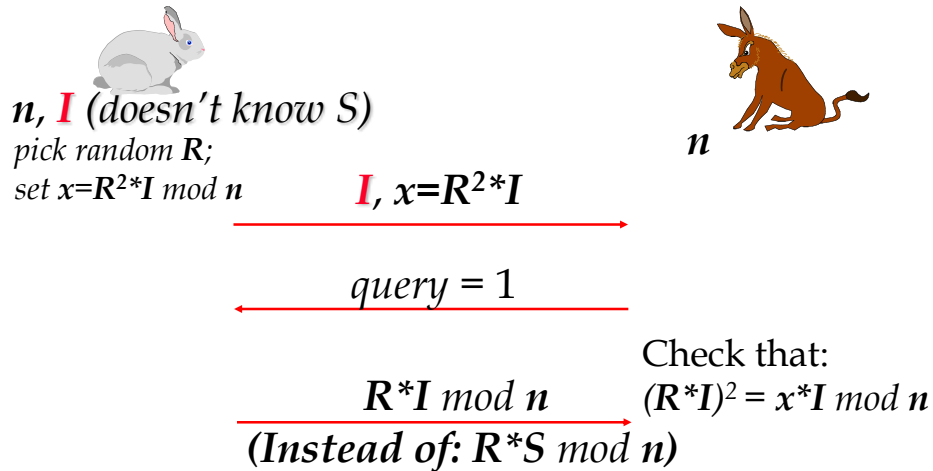 n, I (doesn't know S)
pick random R;
set x=R²*I mod n
n
I, x=R²*I
query = 1
Check that:
(R*I)² = x*I mod n
R*I mod n
(Instead of: R*S mod n)